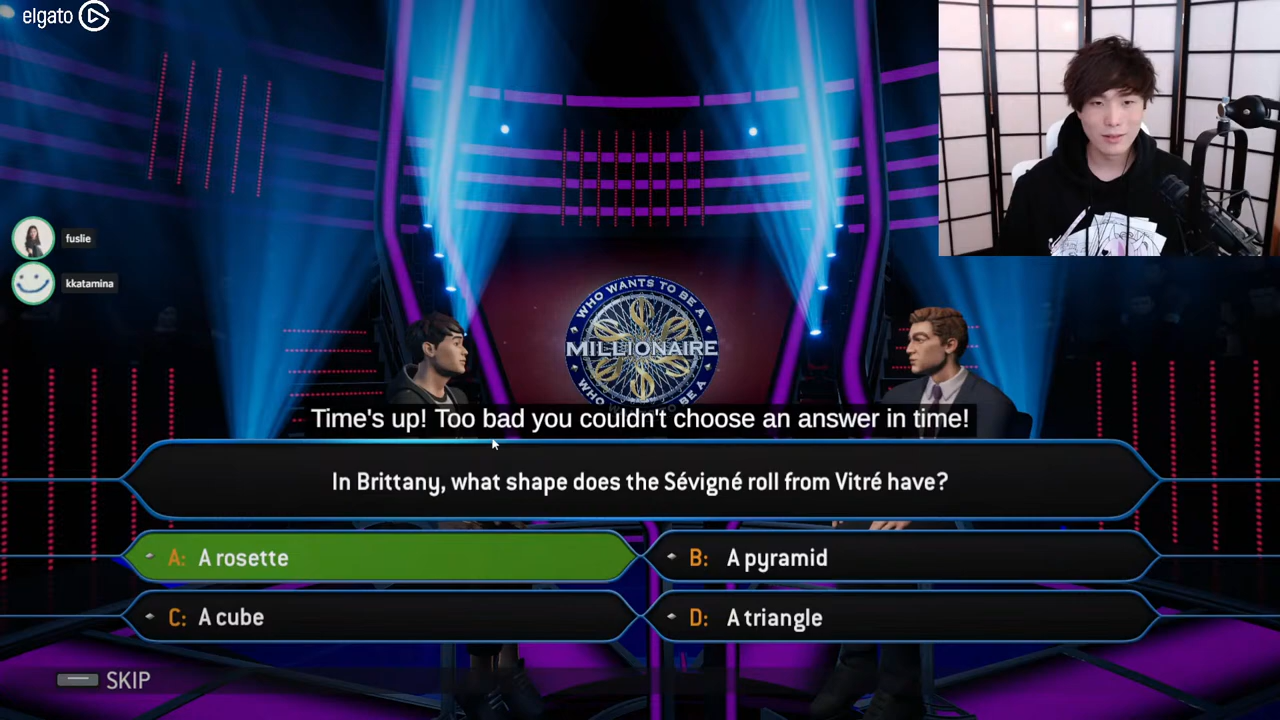 elgato
fuslie
kkatamina
WHO WANTS TO BE A
MILLIONAIRE
Time's up! Too bad you couldn't choose an answer in time!
In Brittany, what shape does the Sévigné roll from Vitré have?
A: A rosette
B: A pyramid
C: A cube
D: A triangle
SKIP